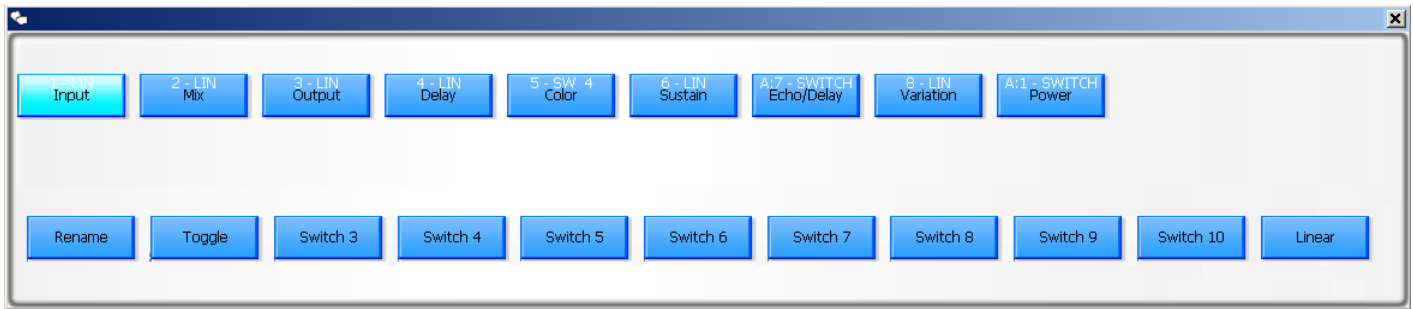 1 - LIN
Input
2 - LIN
Mix
3 - LIN
Output
4 - LIN
Delay
5 - SW 4
Color
6 - LIN
Sustain
A:7 - SWITCH
Echo/Delay
8 - LIN
Variation
A:1 - SWITCH
Power
Rename
Toggle
Switch 3
Switch 4
Switch 5
Switch 6
Switch 7
Switch 8
Switch 9
Switch 10
Linear